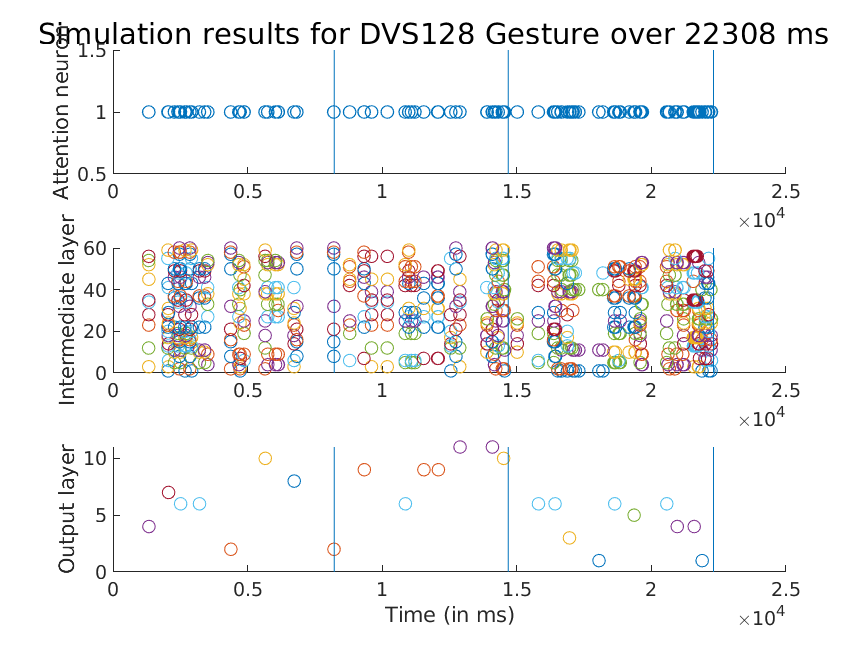 Simulation results for DVS128 Gesture over 22308 ms
Attention neuron
1.5
1
0.5
0 0.5 1 1.5 2 2.5
×10^4
Intermediate layer
60
40
20
0
0 0.5 1 1.5 2 2.5
×10^4
Output layer
10
5
0
0 0.5 1 1.5 2 2.5
Time (in ms)
×10^4